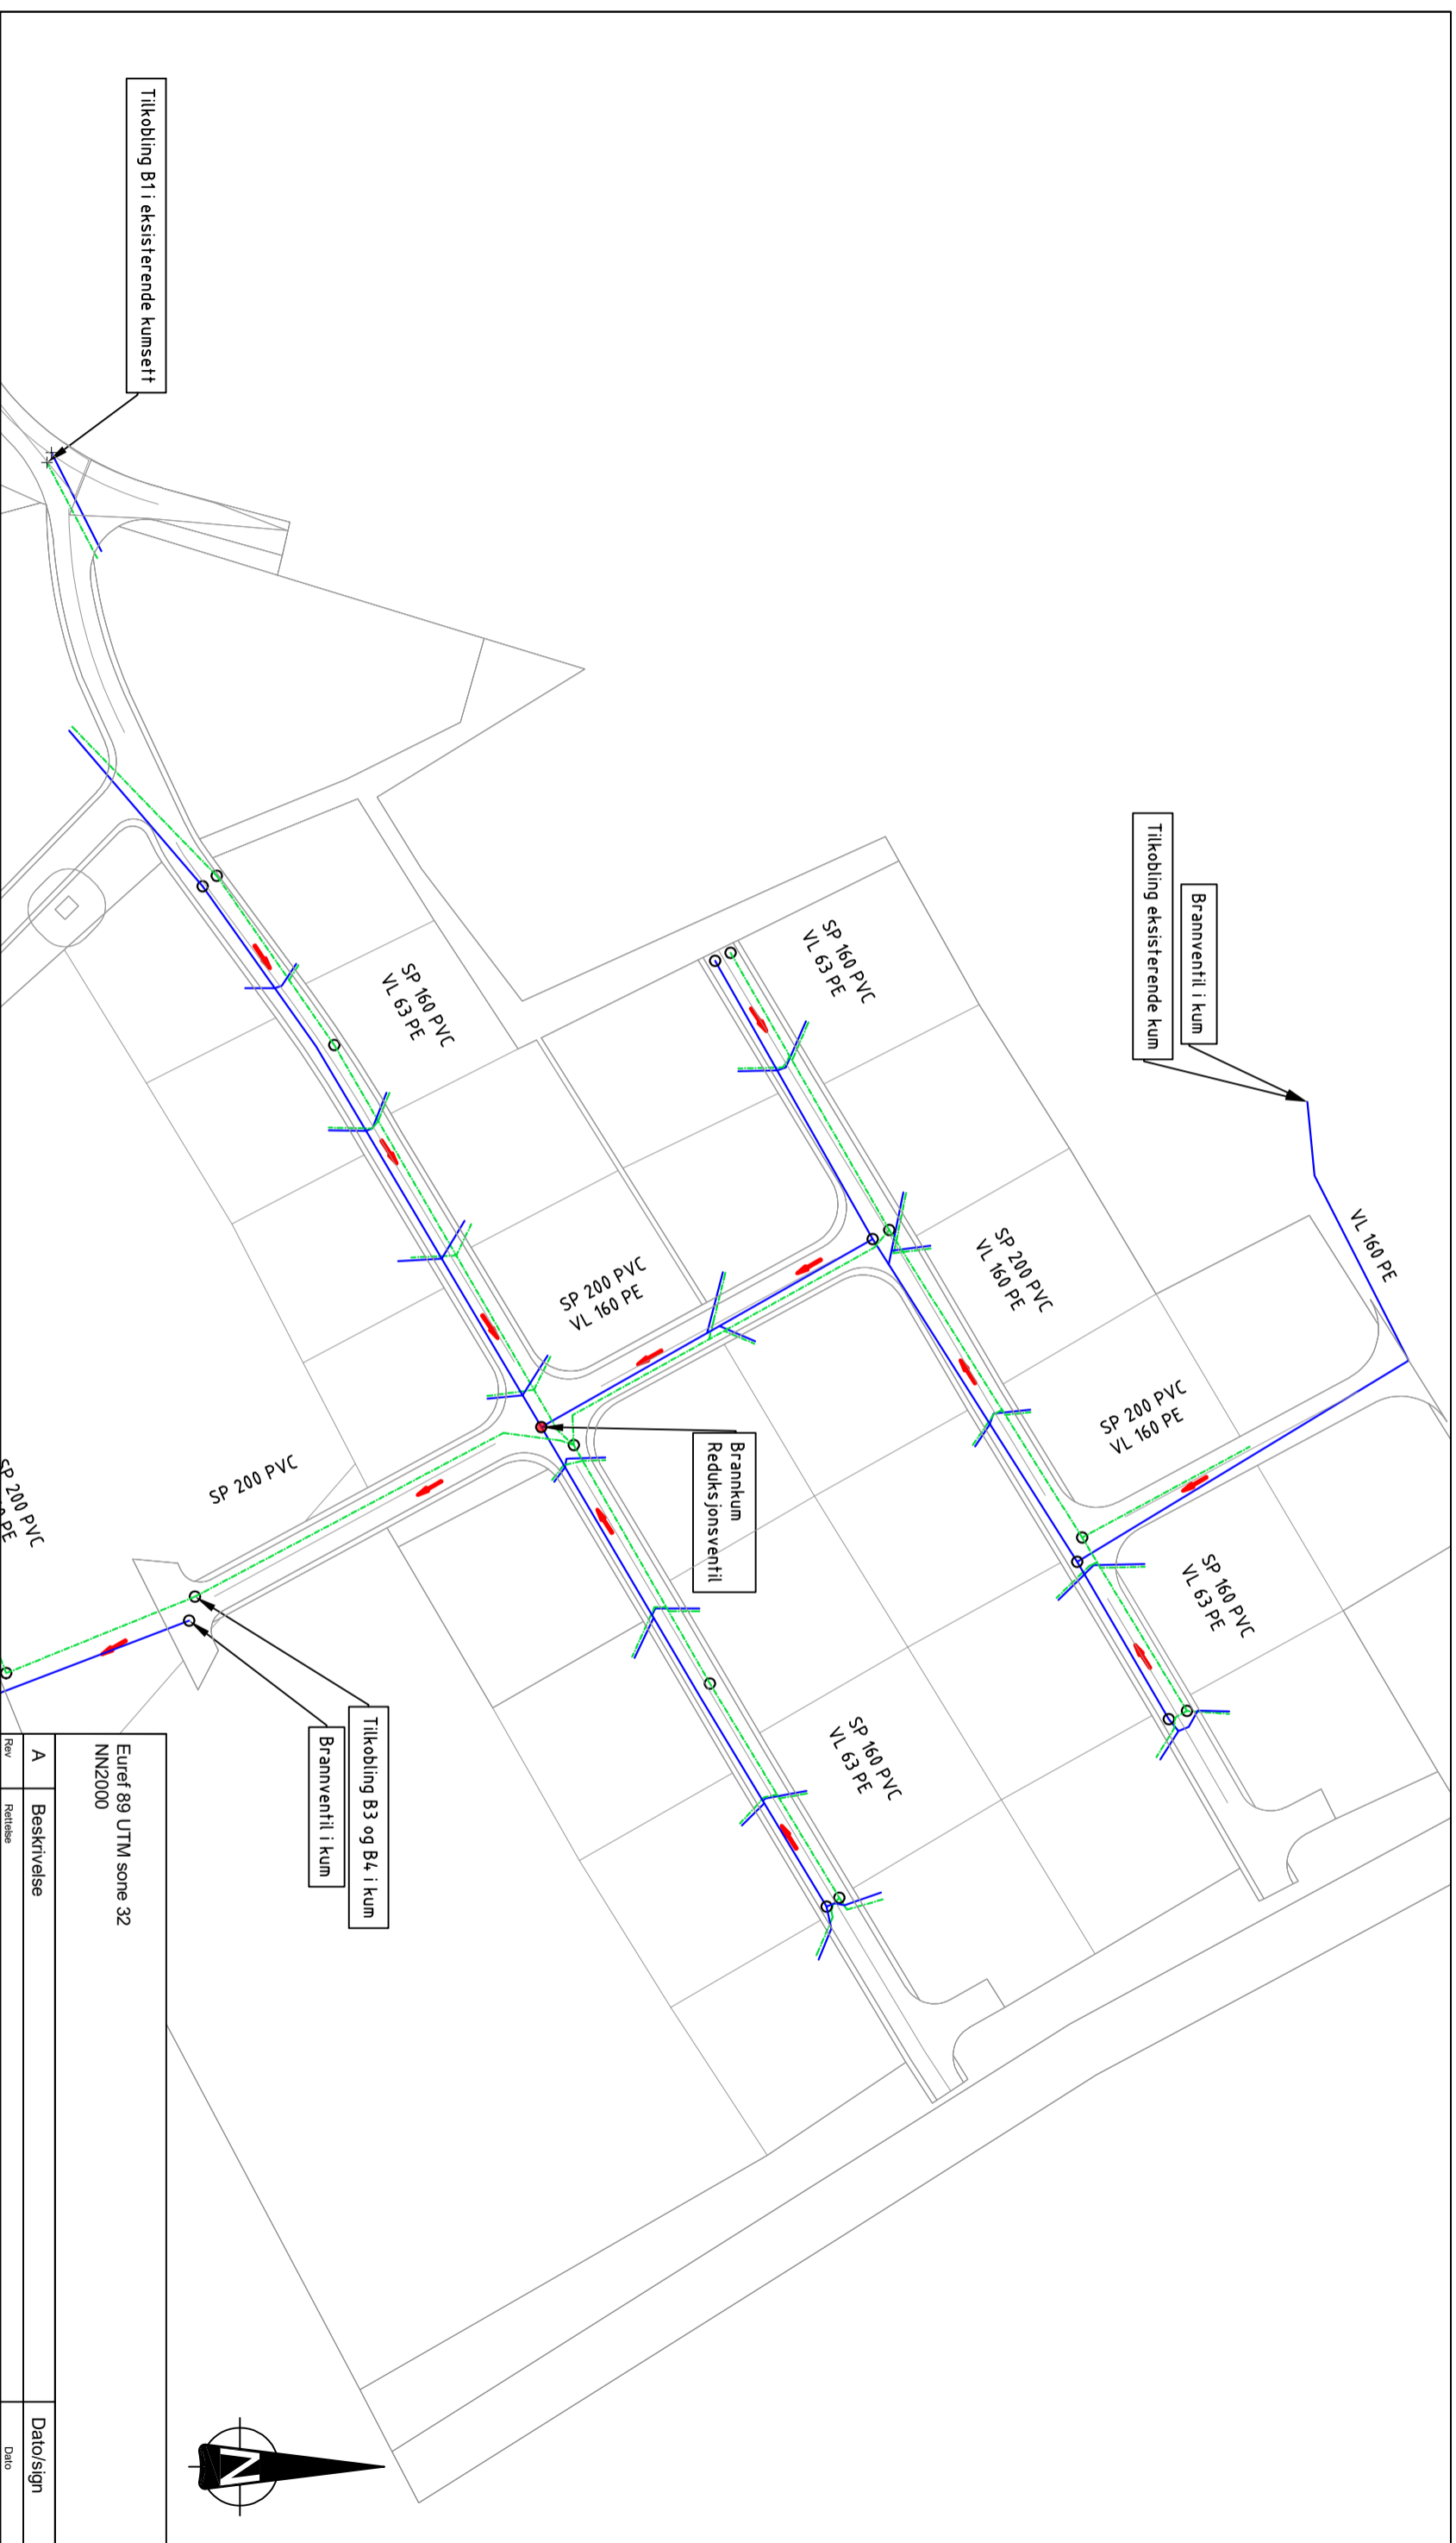 Tilkobling B1 i eksisterende kumsett
Brannventil i kum
Tilkobling eksisterende kum
VL 160 PE
SP 160 PVC
VL 63 PE
SP 160 PVC
VL 63 PE
SP 200 PVC
VL 160 PE
SP 200 PVC
VL 160 PE
SP 200 PVC
VL 160 PE
SP 160 PVC
VL 63 PE
Brannkum
Reduksjonsventil
SP 200 PVC
SP 200 PVC
PE
SP 160 PVC
VL 63 PE
Tilkobling B3 og B4 i kum
Brannventil i kum
Euref 89 UTM sone 32
NN2000
A Beskrivelse Dato/sign
Rev Rettelse Dato
N